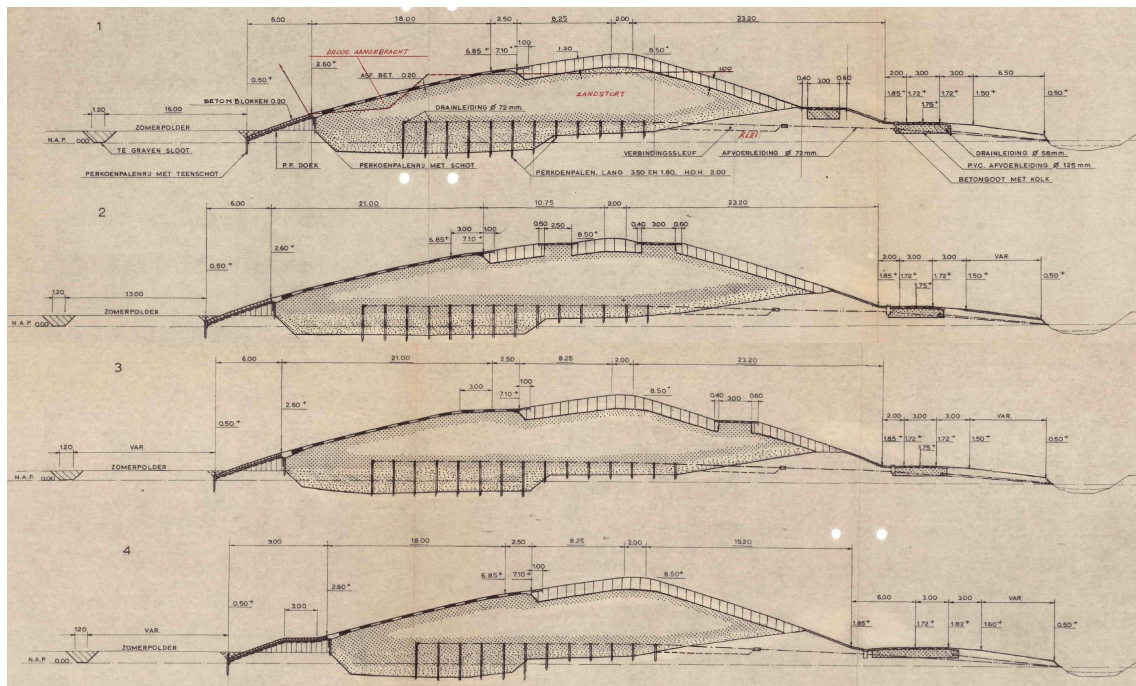 1
6.00 18.00 2.50 8.25 2.00 23.20
1.00
6.85+ 7.10+ 1.20 8.50+
DROOG AANGEBRACHT
2.60+
ASF. BET. 0.20
1.00
0.50+
0.40 3.00 0.60
2.00 3.00 3.00 6.50
BETON BLOKKEN 0.20
ZANDSTORT
1.85+ 1.72+ 1.72+ 1.50+ 0.50+
1.75+
1.20 16.00
DRAINLEIDING Ø 72 mm.
ZOMERPOLDER
N.A.P. 0.00
KLEI
TE GRAVEN SLOOT
VERBINDINGSSLEUF
AFVOERLEIDING Ø 72mm.
DRAINLEIDING Ø 58mm.
P.P. DOEK
PERKOENPALENRIJ MET SCHOT
P.V.C. AFVOERLEIDING Ø 125 mm.
PERKOENPALENRIJ MET TEENSCHOT
PERKOENPALEN, LANG 3.50 EN 1.80, H.O.H. 2.00
BETONGOOT MET KOLK
2
6.00 21.00 10.75 2.00 23.20
3.00 1.00 0.50 2.50 0.40 3.00 0.60
6.85+ 7.10+ 8.50+
2.60+
0.50+
2.00 3.00 3.00 VAR.
1.85+ 1.72+ 1.72+ 1.50+ 0.50+
1.75+
1.20 13.00
ZOMERPOLDER
N.A.P. 0.00
3
6.00 21.00 2.50 8.25 2.00 23.20
3.00 1.00
7.10+ 8.50+
2.60+
0.40 3.00 0.60
0.50+
2.00 3.00 3.00 VAR.
1.85+ 1.72+ 1.72+ 1.50+ 0.50+
1.75+
1.20 VAR.
ZOMERPOLDER
N.A.P. 0.00
4
9.00 18.00 2.50 8.25 2.00 19.20
1.00
6.85+ 7.10+ 8.50+
2.60+
0.50+
3.00
6.00 3.00 3.00 VAR.
1.85+ 1.72+ 1.82+ 1.60+ 0.50+
1.20 VAR.
ZOMERPOLDER
N.A.P. 0.00